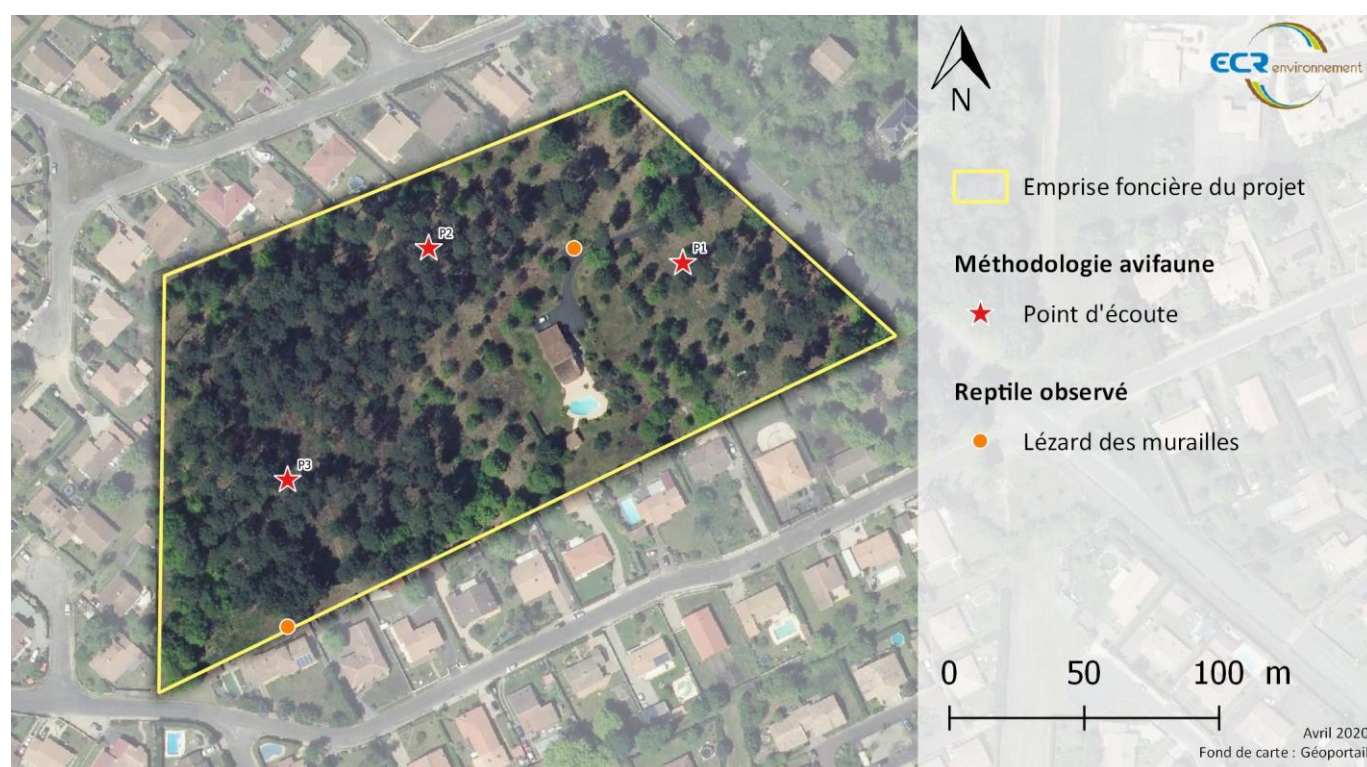 N
ECR environnement
Emprise foncière du projet
Méthodologie avifaune
Point d'écoute
Reptile observé
Lézard des murailles
P2
P1
P3
0 50 100 m
Avril 2020
Fond de carte : Géoportail